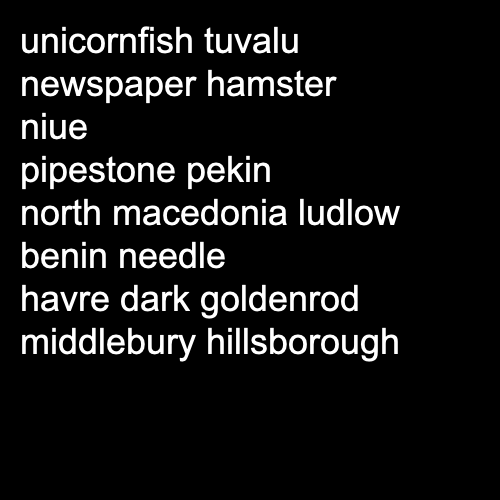 unicornfish tuvalu
newspaper hamster
niue
pipestone pekin
north macedonia ludlow
benin needle
havre dark goldenrod
middlebury hillsborough